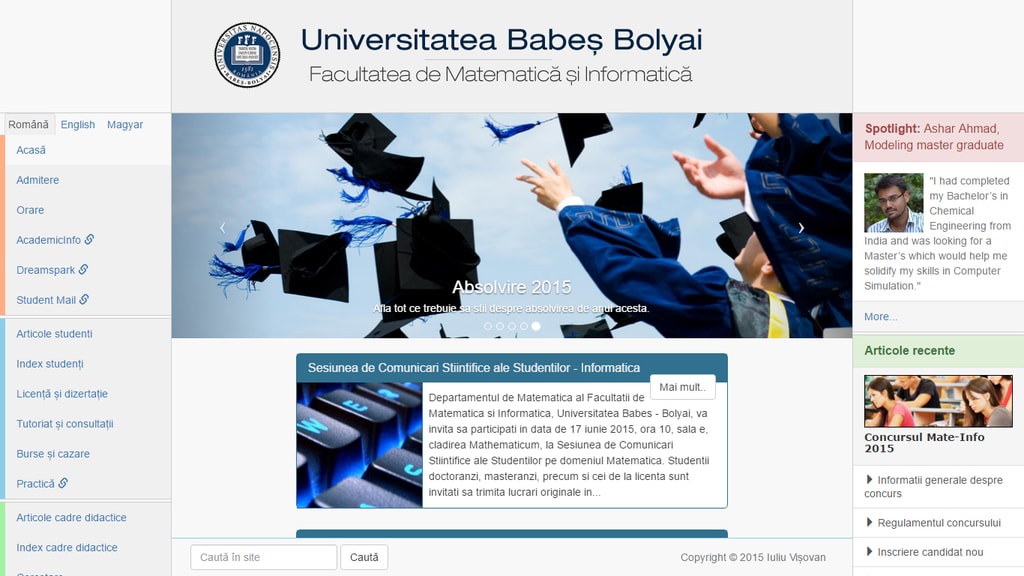 Universitatea Babeș Bolyai
Facultatea de Matematică și Informatică
Română English Magyar
Acasă
Admitere
Orare
AcademicInfo
Dreamspark
Student Mail
Articole studenti
Index studenți
Licență și dizertație
Tutoriat și consultații
Burse și cazare
Practică
Articole cadre didactice
Index cadre didactice
Absolvire 2015
Afla tot ce trebuie sa stii despre absolvirea de anul acesta.
Sesiunea de Comunicari Stiintifice ale Studentilor - Informatica
Mai mult..
Departamentul de Matematica al Facultatii de
Matematica si Informatica, Universitatea Babes - Bolyai, va
invita sa participati in data de 17 iunie 2015, ora 10, sala e,
cladirea Mathematicum, la Sesiunea de Comunicari
Stiintifice ale Studentilor pe domeniul Matematica. Studentii
doctoranzi, masteranzi, precum si cei de la licenta sunt
invitati sa trimita lucrari originale in...
Caută în site
Caută
Copyright © 2015 Iuliu Vișovan
Spotlight: Ashar Ahmad,
Modeling master graduate
"I had completed
my Bachelor's in
Chemical
Engineering from
India and was looking for a
Master's which would help me
solidify my skills in Computer
Simulation."
More...
Articole recente
Concursul Mate-Info
2015
Informatii generale despre
concurs
Regulamentul concursului
Inscriere candidat nou